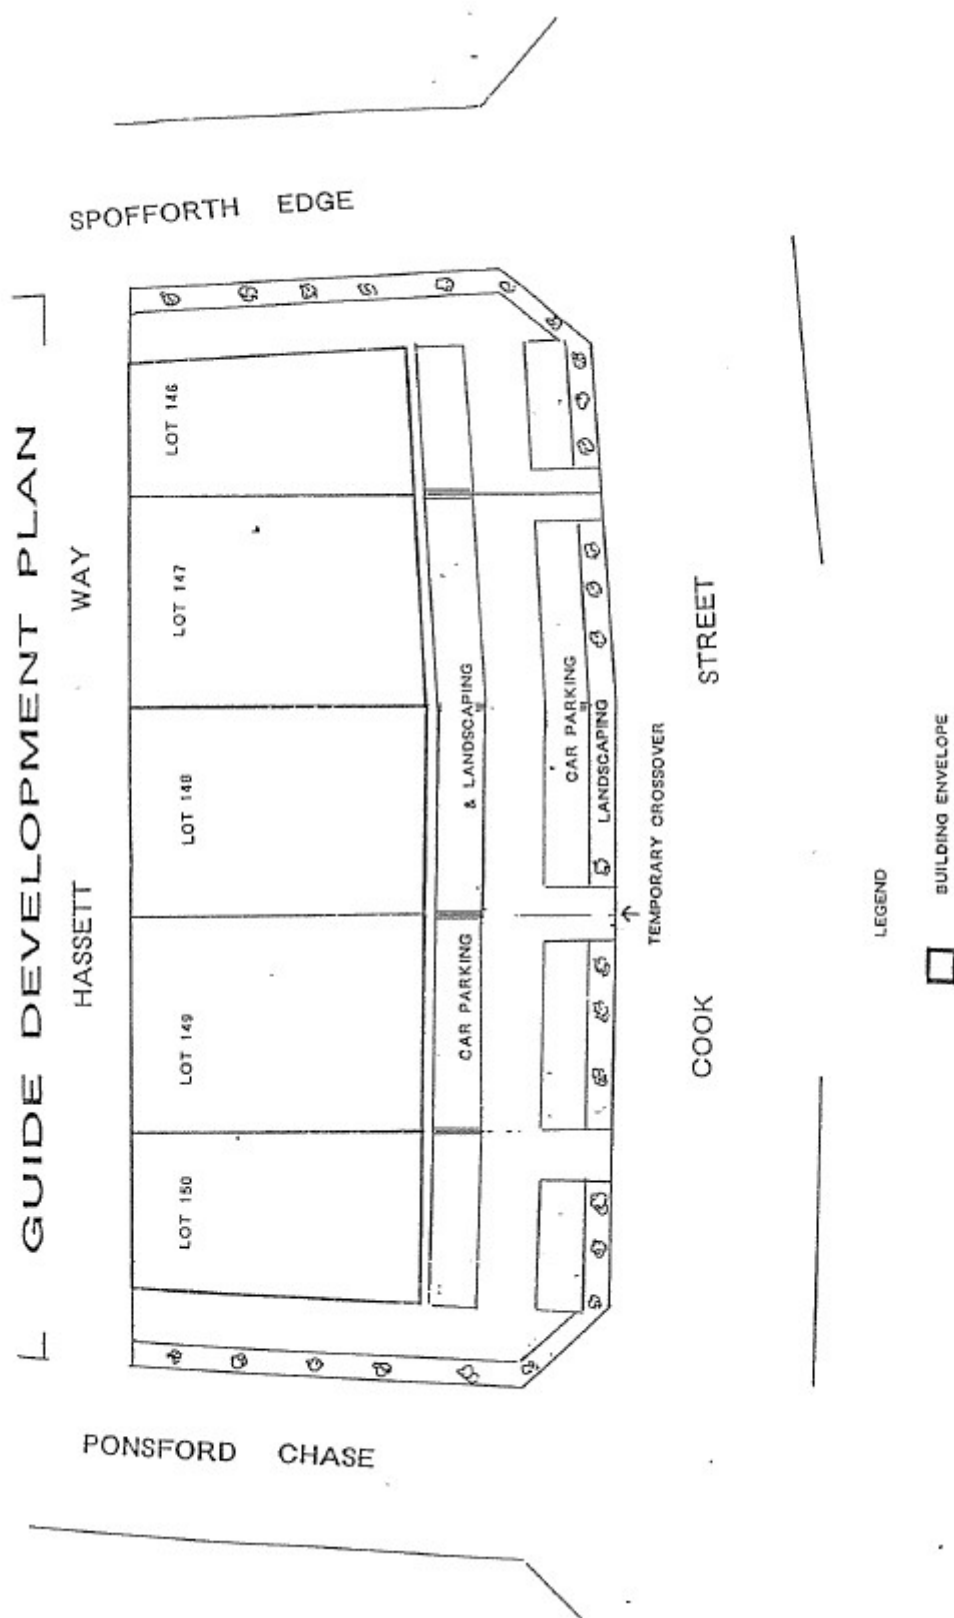 GUIDE DEVELOPMENT PLAN
SPOFFORTH EDGE
HASSETT WAY
LOT 146
LOT 147
LOT 148
LOT 149
LOT 150
CAR PARKING & LANDSCAPING
CAR PARKING
LANDSCAPING
TEMPORARY CROSSOVER
COOK STREET
PONSFORD CHASE
LEGEND
BUILDING ENVELOPE